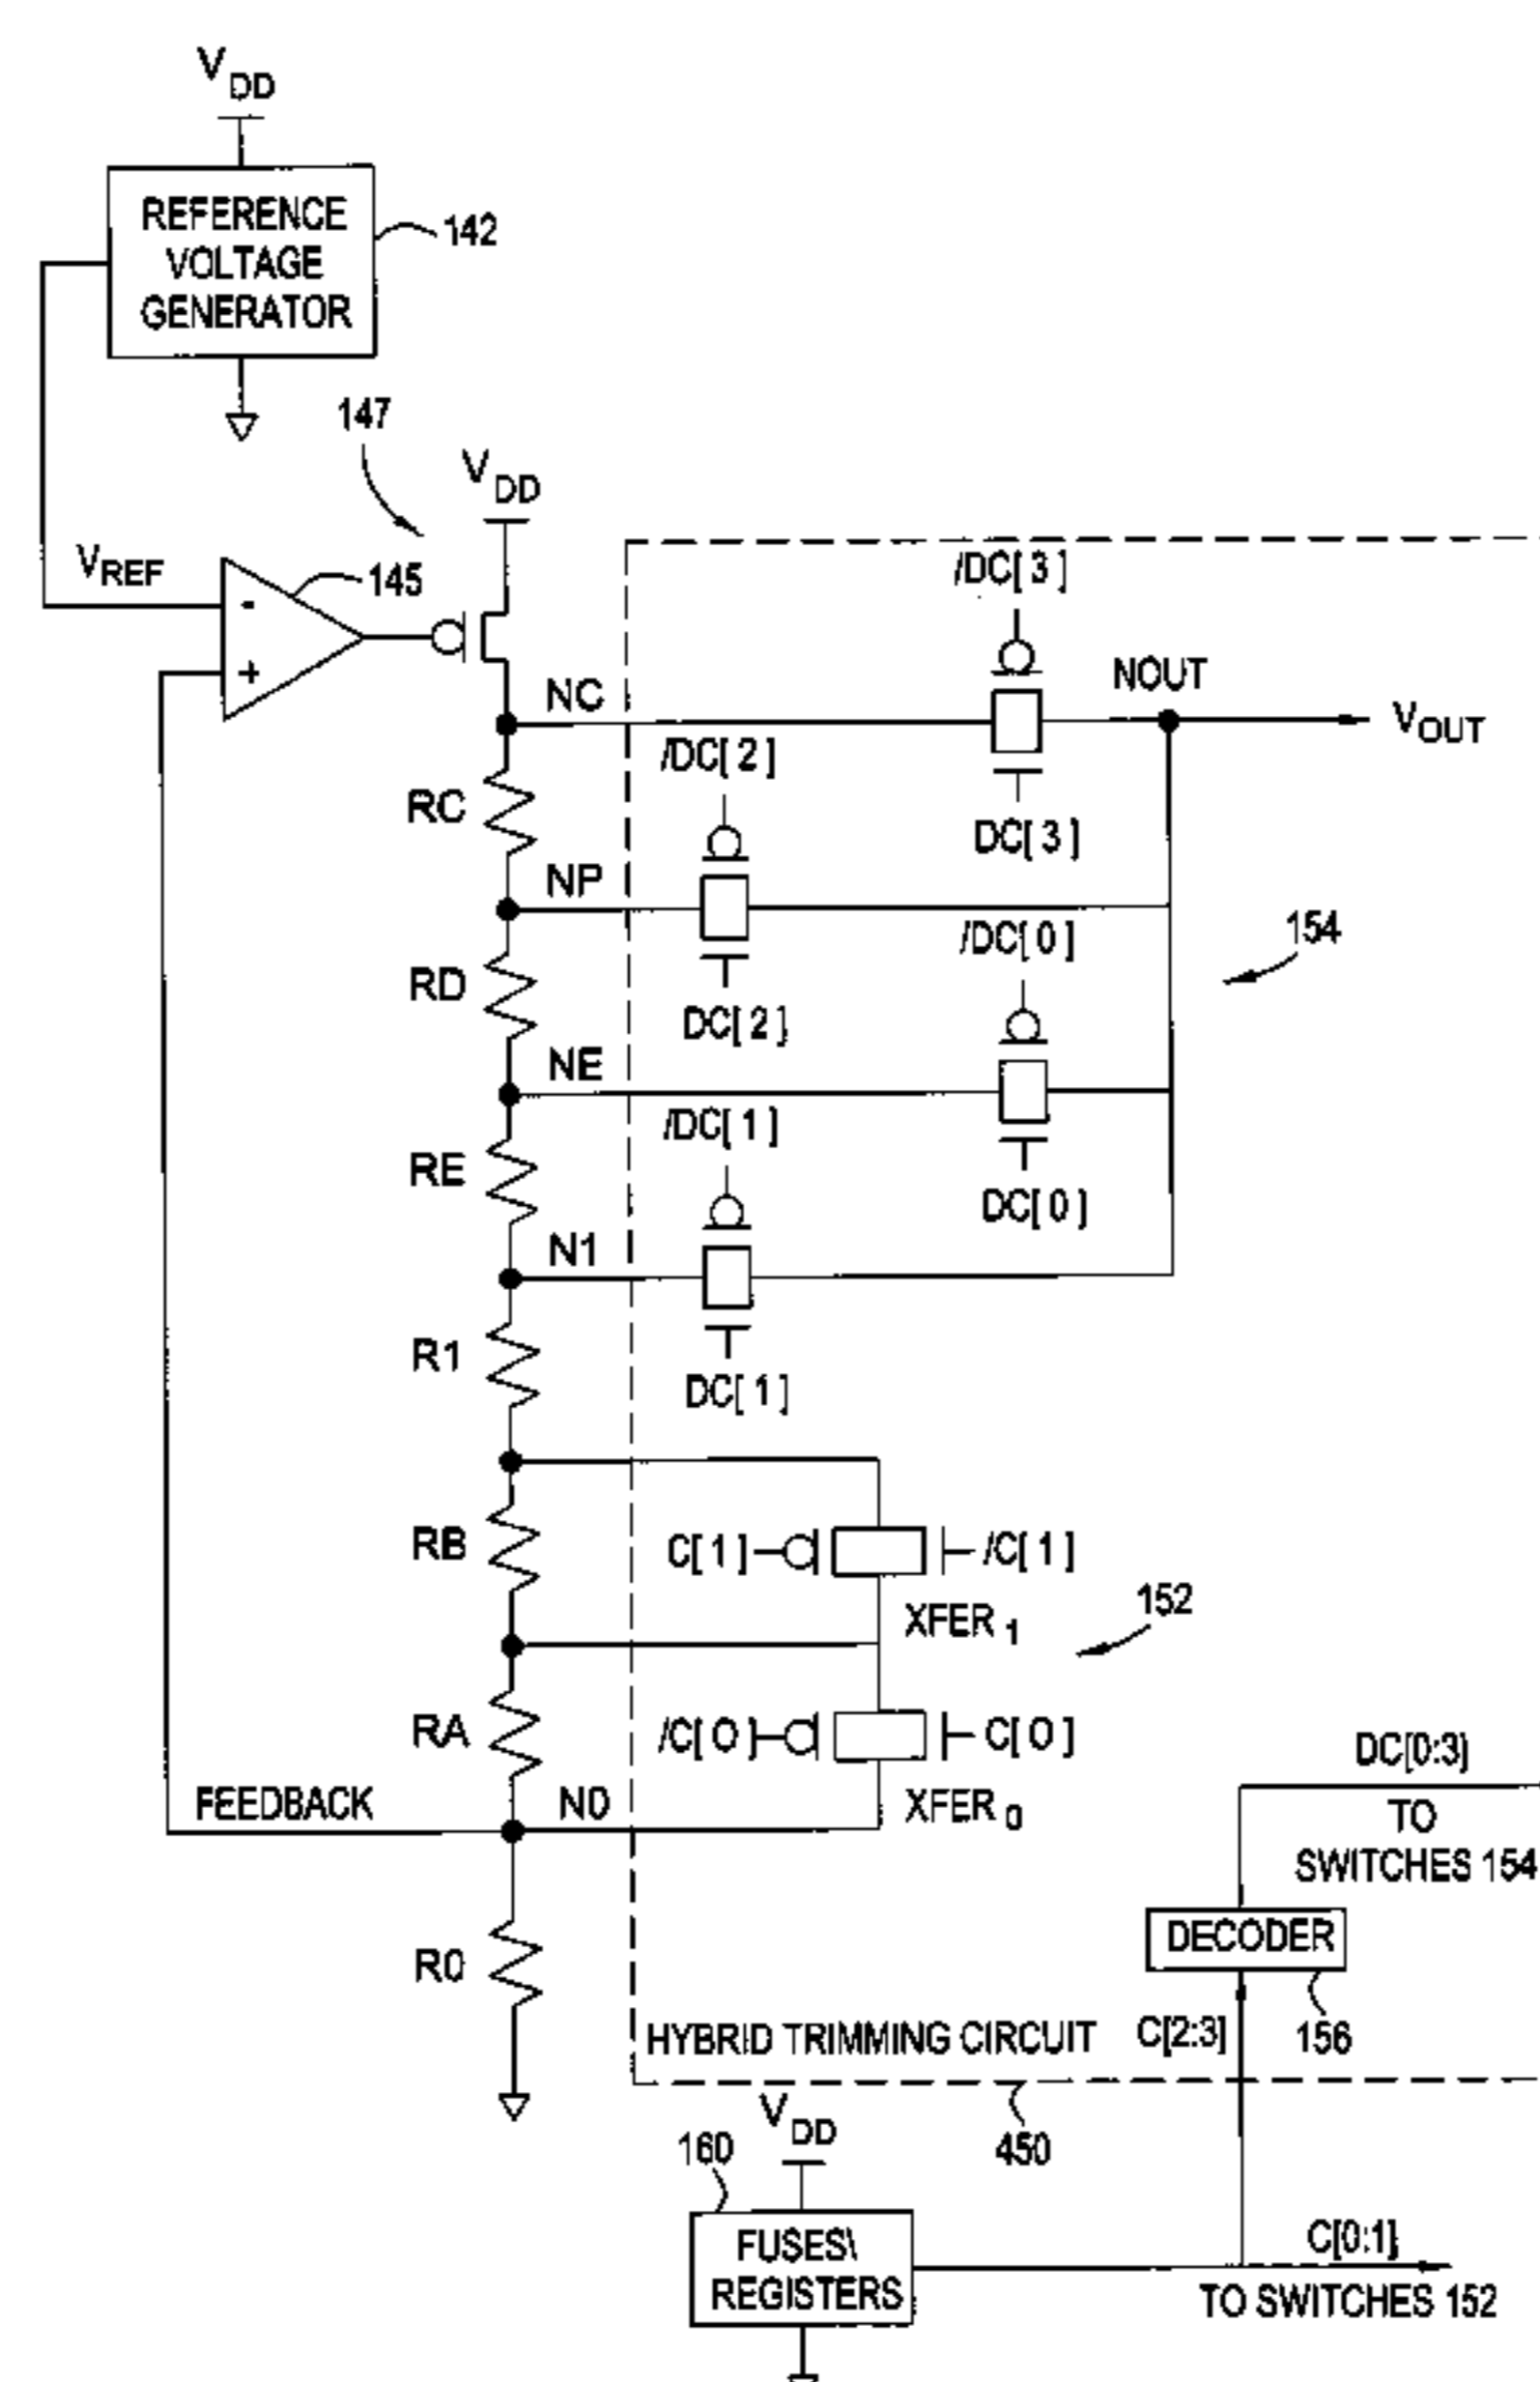 VDD
REFERENCE
VOLTAGE
GENERATOR
142
147
VDD
VREF
145
-
+
/DC[3]
NC
NOUT
VOUT
/DC[2]
RC
DC[3]
NP
/DC[0]
154
RD
DC[2]
NE
/DC[1]
RE
DC[0]
N1
R1
DC[1]
RB
C[1]
/C[1]
XFER1
152
RA
/C[O]
C[O]
XFER0
FEEDBACK
N0
DC[0:3]
TO
SWITCHES 154
DECODER
R0
HYBRID TRIMMING CIRCUIT
C[2:3]
156
VDD
160
450
FUSES\
REGISTERS
C[0:1]
TO SWITCHES 152